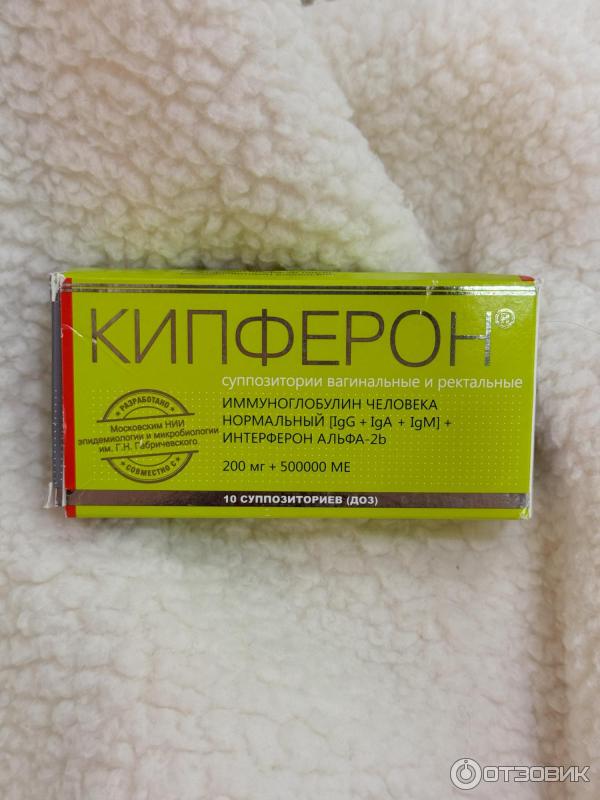 КИПФЕРОН®
суппозитории вагинальные и ректальные
ИММУНОГЛОБУЛИН ЧЕЛОВЕКА
НОРМАЛЬНЫЙ [IgG + IgA + IgM] +
ИНТЕРФЕРОН АЛЬФА-2b
200 мг + 500000 МЕ
РАЗРАБОТАНО
Московским НИИ
эпидемиологии и микробиологии
им. Г.Н. Габричевского
СОВМЕСТНО С
10 СУППОЗИТОРИЕВ (ДОЗ)
ОТЗОВИК